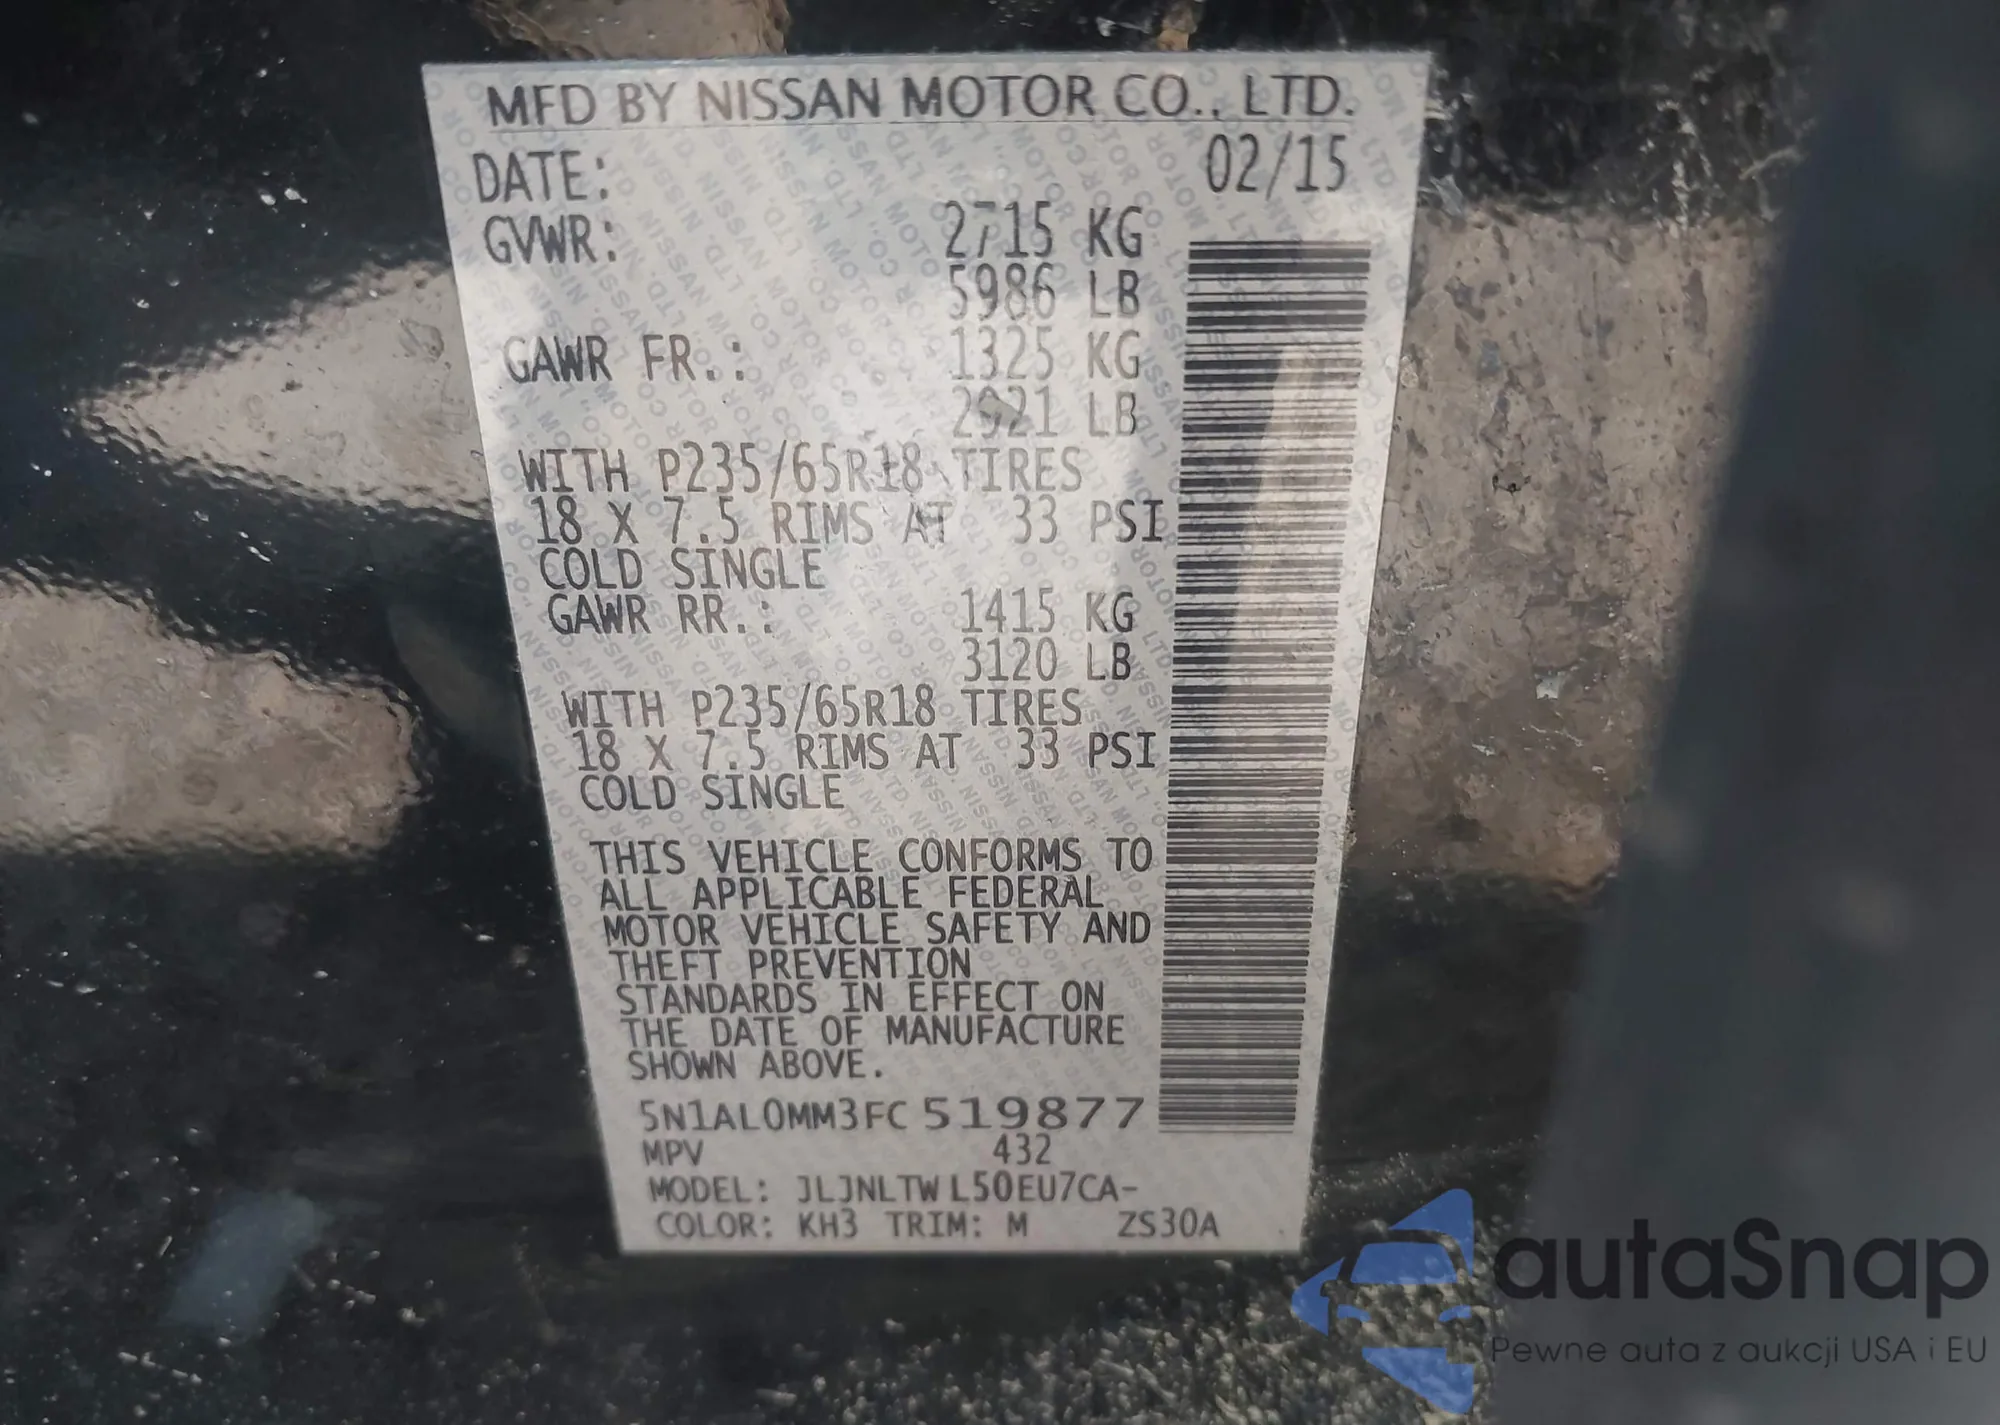 MFD BY NISSAN MOTOR CO., LTD.
DATE: 02/15
GVWR: 2715 KG
5986 LB
GAWR FR.: 1325 KG
2921 LB
WITH P235/65R18 TIRES
18 X 7.5 RIMS AT 33 PSI
COLD SINGLE
GAWR RR.: 1415 KG
3120 LB
WITH P235/65R18 TIRES
18 X 7.5 RIMS AT 33 PSI
COLD SINGLE
THIS VEHICLE CONFORMS TO
ALL APPLICABLE FEDERAL
MOTOR VEHICLE SAFETY AND
THEFT PREVENTION
STANDARDS IN EFFECT ON
THE DATE OF MANUFACTURE
SHOWN ABOVE.
5N1AL0MM3FC519877
MPV 432
MODEL: JLJNLTWL50EU7CA-
COLOR: KH3 TRIM: M ZS30A
autoSnap
Pewne auta z aukcji USA i EU